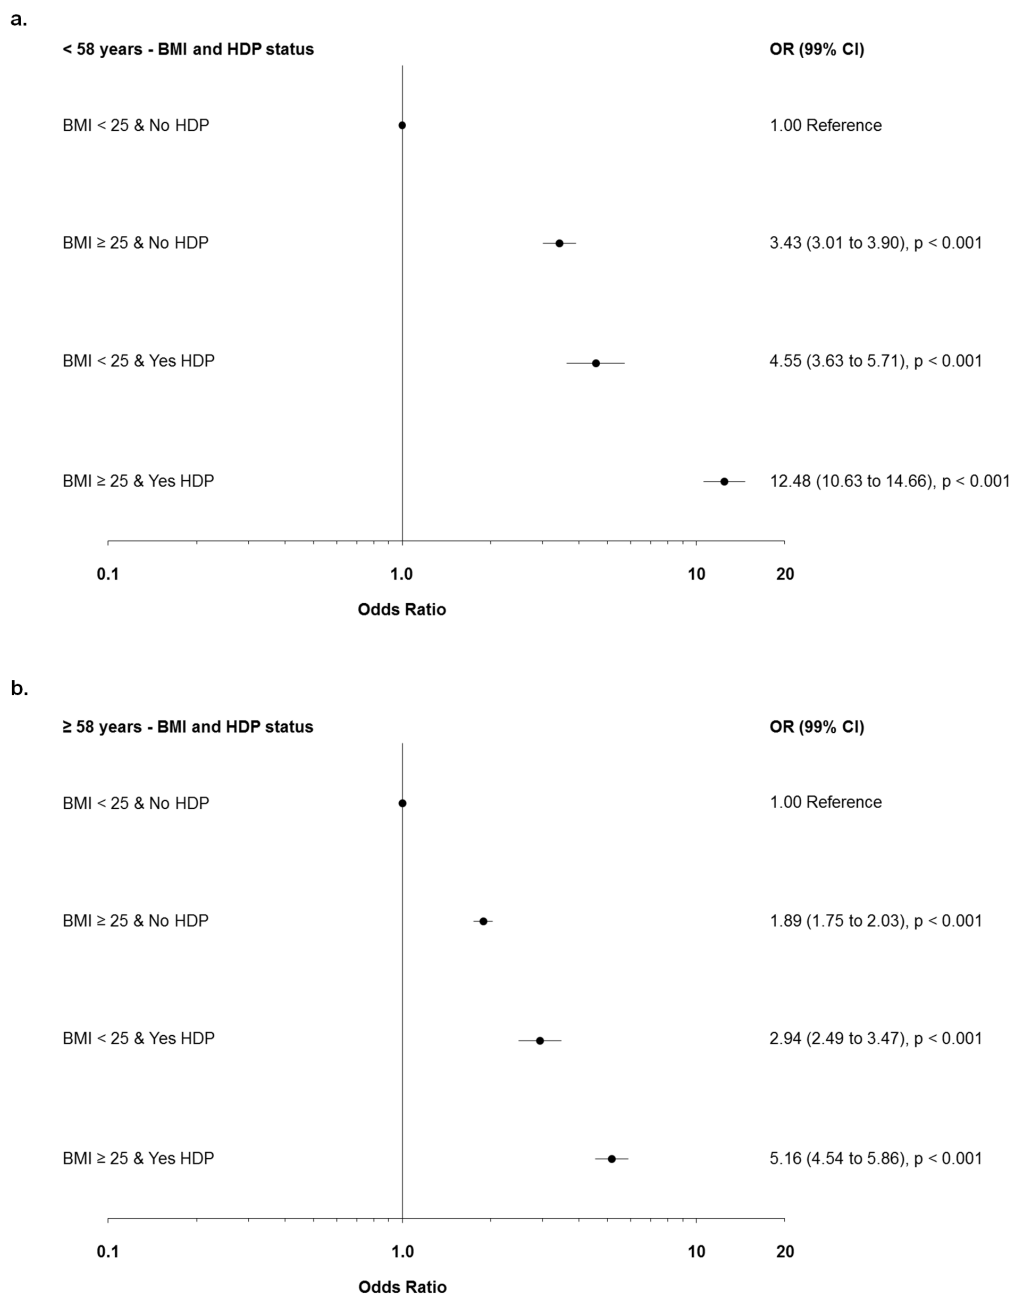 a.
< 58 years - BMI and HDP status OR (99% CI)
BMI < 25 & No HDP 1.00 Reference
BMI ≥ 25 & No HDP 3.43 (3.01 to 3.90), p < 0.001
BMI < 25 & Yes HDP 4.55 (3.63 to 5.71), p < 0.001
BMI ≥ 25 & Yes HDP 12.48 (10.63 to 14.66), p < 0.001
0.1 1.0 10 20
Odds Ratio
b.
≥ 58 years - BMI and HDP status OR (99% CI)
BMI < 25 & No HDP 1.00 Reference
BMI ≥ 25 & No HDP 1.89 (1.75 to 2.03), p < 0.001
BMI < 25 & Yes HDP 2.94 (2.49 to 3.47), p < 0.001
BMI ≥ 25 & Yes HDP 5.16 (4.54 to 5.86), p < 0.001
0.1 1.0 10 20
Odds Ratio